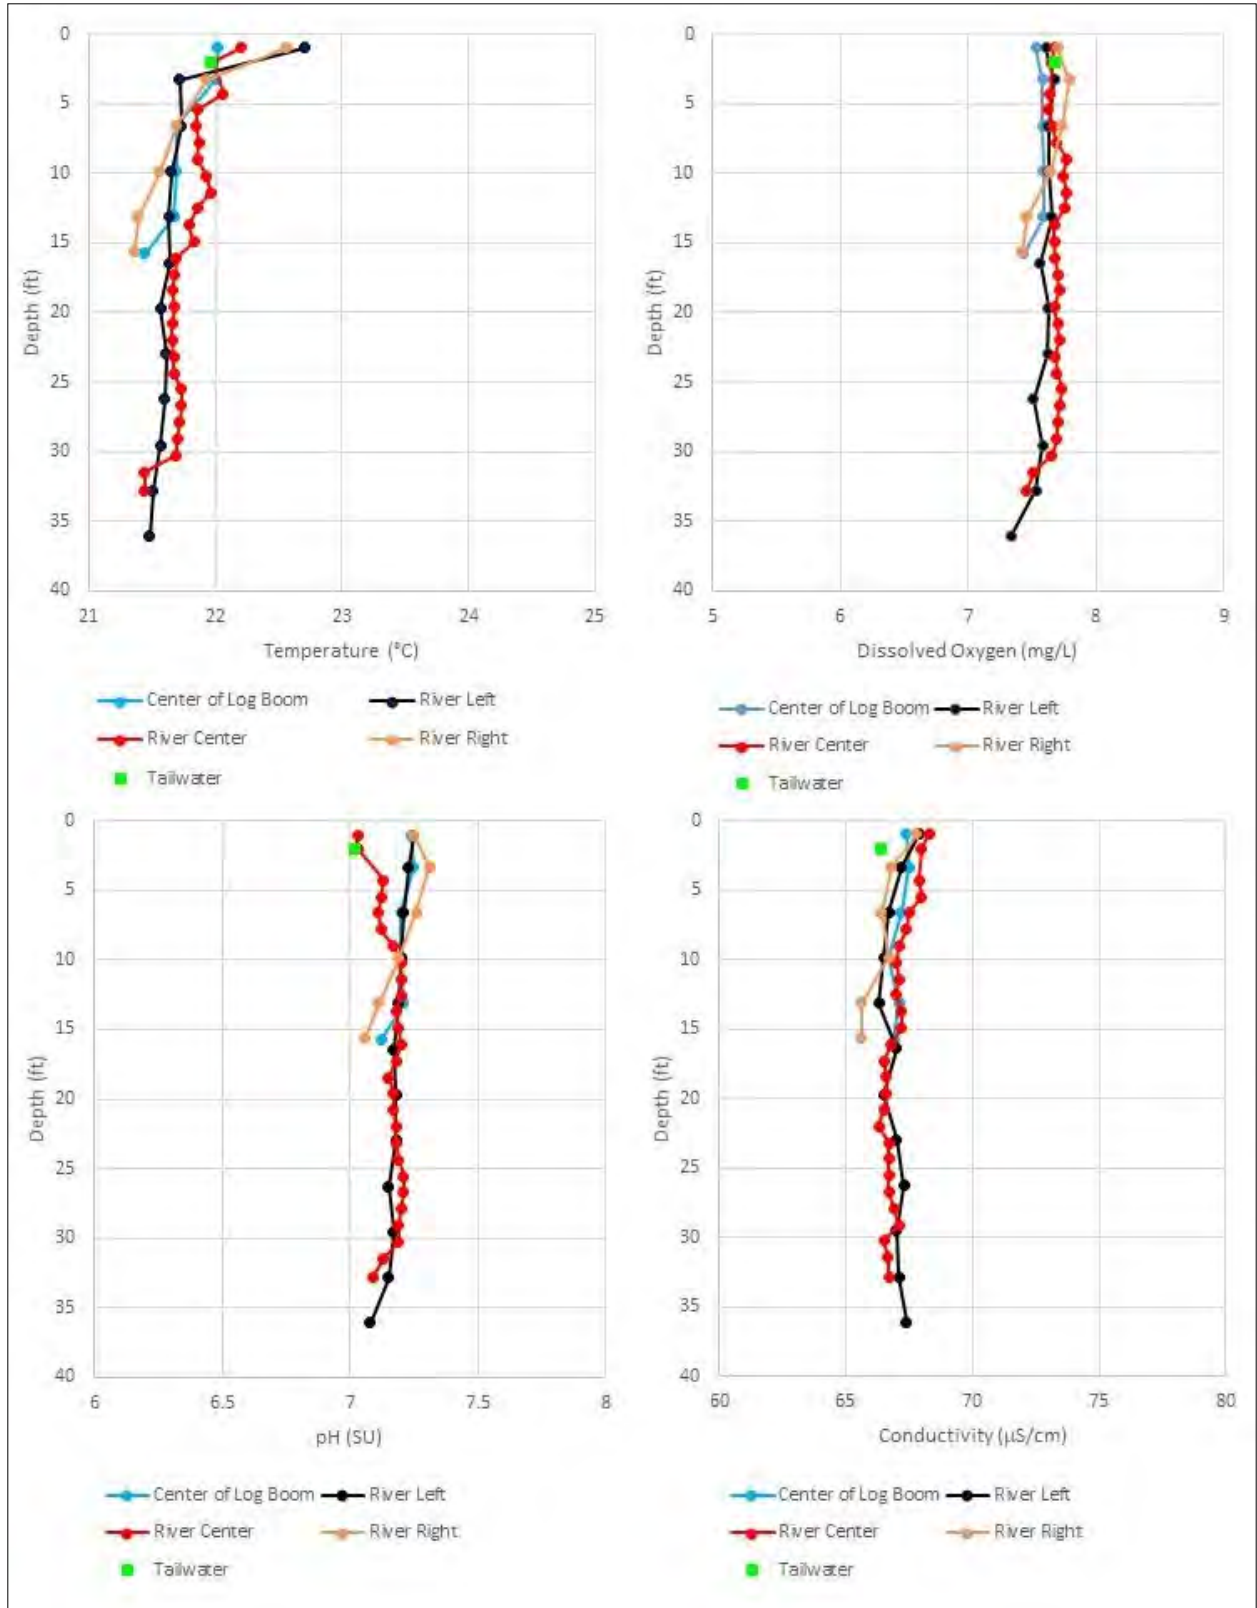 0
5
10
15
20
25
30
35
40
Depth (ft)
21 22 23 24 25
Temperature (°C)
Center of Log Boom River Left
River Center River Right
Tailwater
0
5
10
15
20
25
30
35
40
Depth (ft)
5 6 7 8 9
Dissolved Oxygen (mg/L)
Center of Log Boom River Left
River Center River Right
Tailwater
0
5
10
15
20
25
30
35
40
Depth (ft)
6 6.5 7 7.5 8
pH (SU)
Center of Log Boom River Left
River Center River Right
Tailwater
0
5
10
15
20
25
30
35
40
Depth (ft)
60 65 70 75 80
Conductivity (µS/cm)
Center of Log Boom River Left
River Center River Right
Tailwater